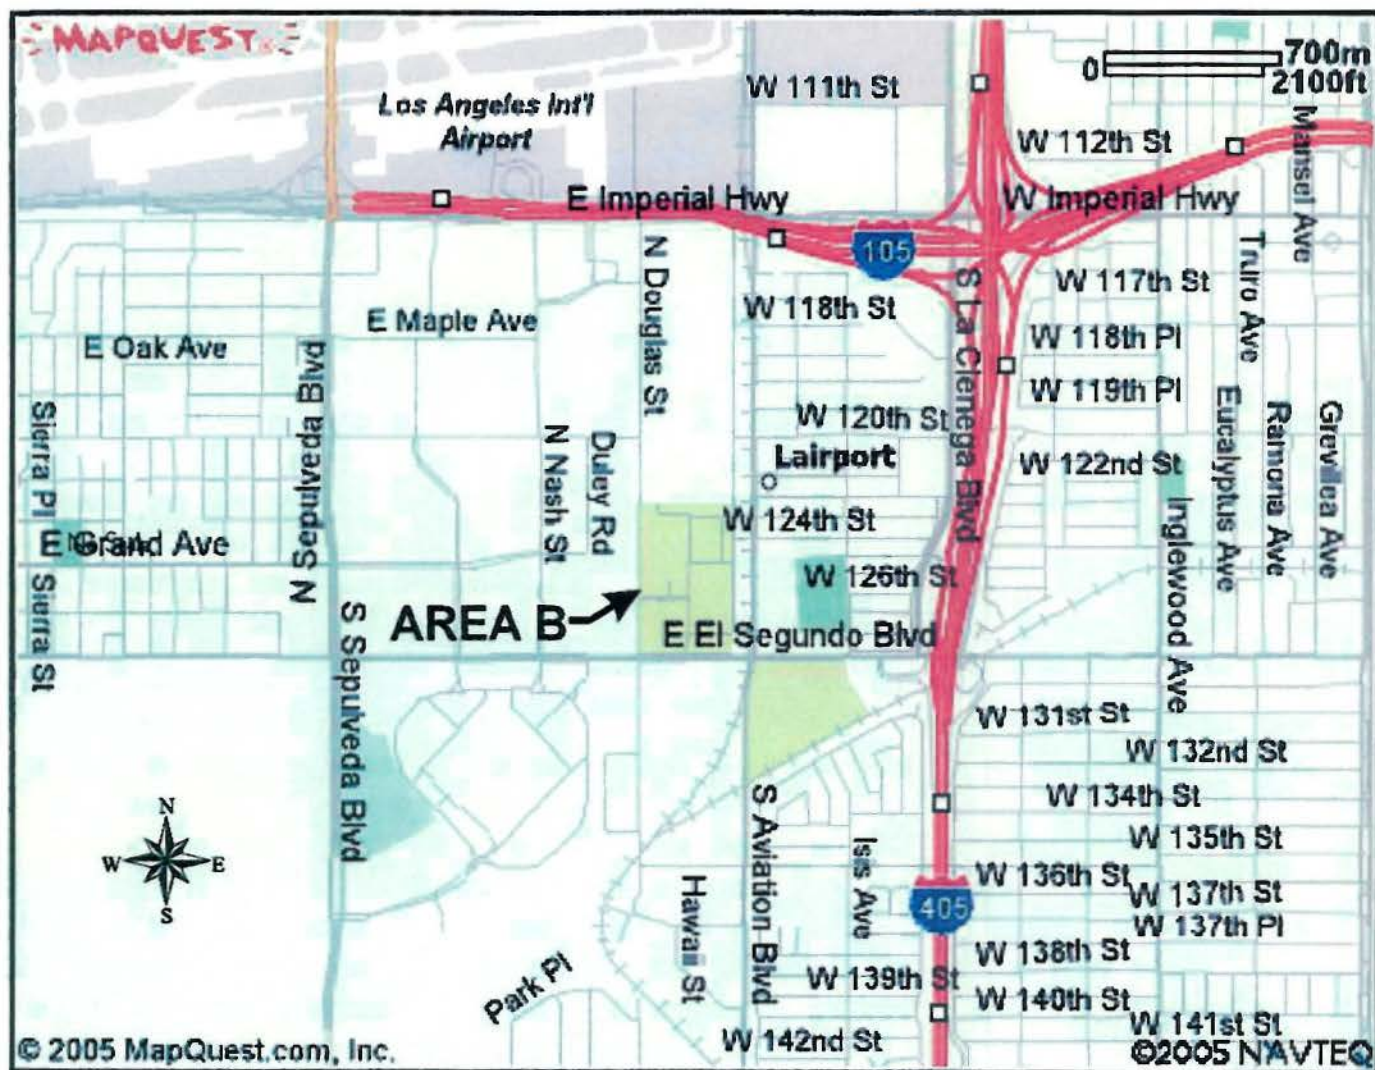 MAPQUEST
700m
0
2100ft
W 111th St
Los Angeles Int'l
Airport
W 112th St
Mansel Ave
E Imperial Hwy
W Imperial Hwy
105
N Douglas St
Truro Ave
W 117th St
S La Cienega Blvd
W 118th St
E Maple Ave
W 118th Pl
E Oak Ave
N Sepulveda Blvd
W 119th Pl
Eucalyptus Ave
Ramona Ave
Grevillea Ave
W 120th St
Sierra Pl
N Nash St
Duley Rd
Lairport
W 122nd St
Inglewood Ave
W 124th St
E Grand Ave
W 126th St
Sierra St
S Sepulveda Blvd
AREA B
E El Segundo Blvd
W 131st St
W 132nd St
S Aviation Blvd
W 134th St
N
W E
S
Isis Ave
W 135th St
W 136th St
Hawaii St
W 137th St
405
W 137th Pl
W 138th St
Park Pl
W 139th St
W 140th St
W 141st St
W 142nd St
© 2005 MapQuest.com, Inc.
©2005 NAVTEQ